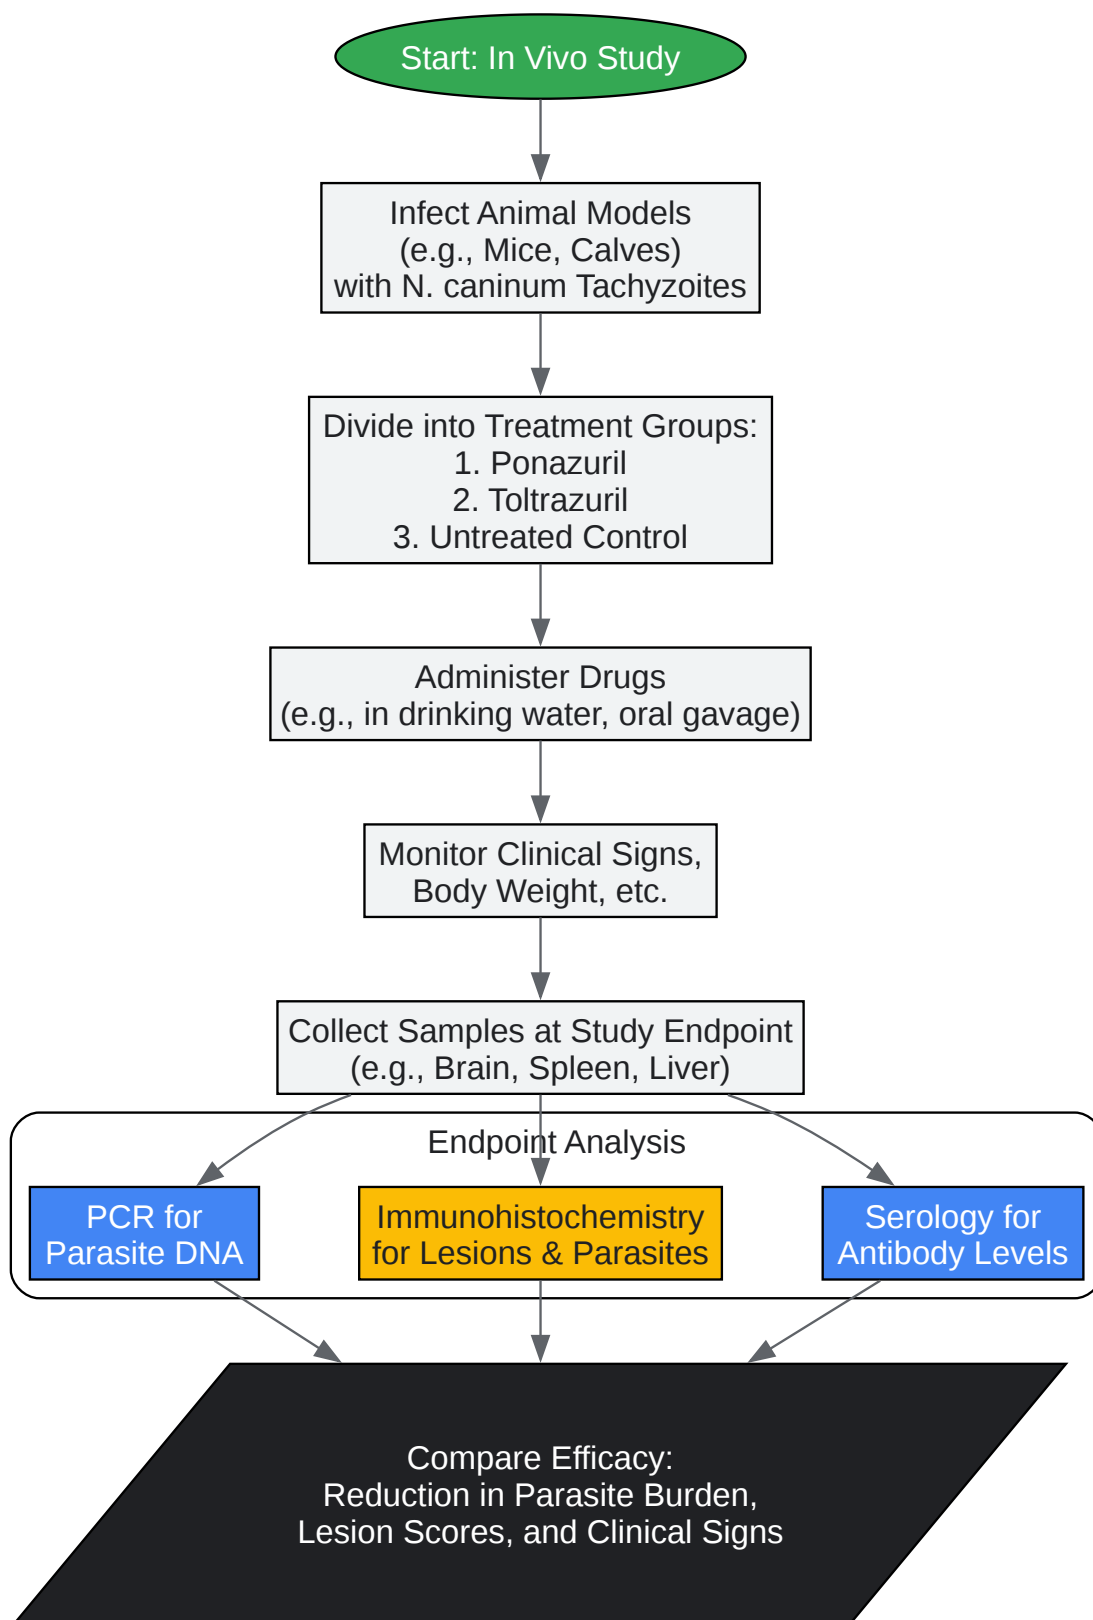 Start: In Vivo Study
Infect Animal Models
(e.g., Mice, Calves)
with N. caninum Tachyzoites
Divide into Treatment Groups:
1. Ponazuril
2. Toltrazuril
3. Untreated Control
Administer Drugs
(e.g., in drinking water, oral gavage)
Monitor Clinical Signs,
Body Weight, etc.
Collect Samples at Study Endpoint
(e.g., Brain, Spleen, Liver)
Endpoint Analysis
PCR for
Parasite DNA
Immunohistochemistry
for Lesions & Parasites
Serology for
Antibody Levels
Compare Efficacy:
Reduction in Parasite Burden,
Lesion Scores, and Clinical Signs